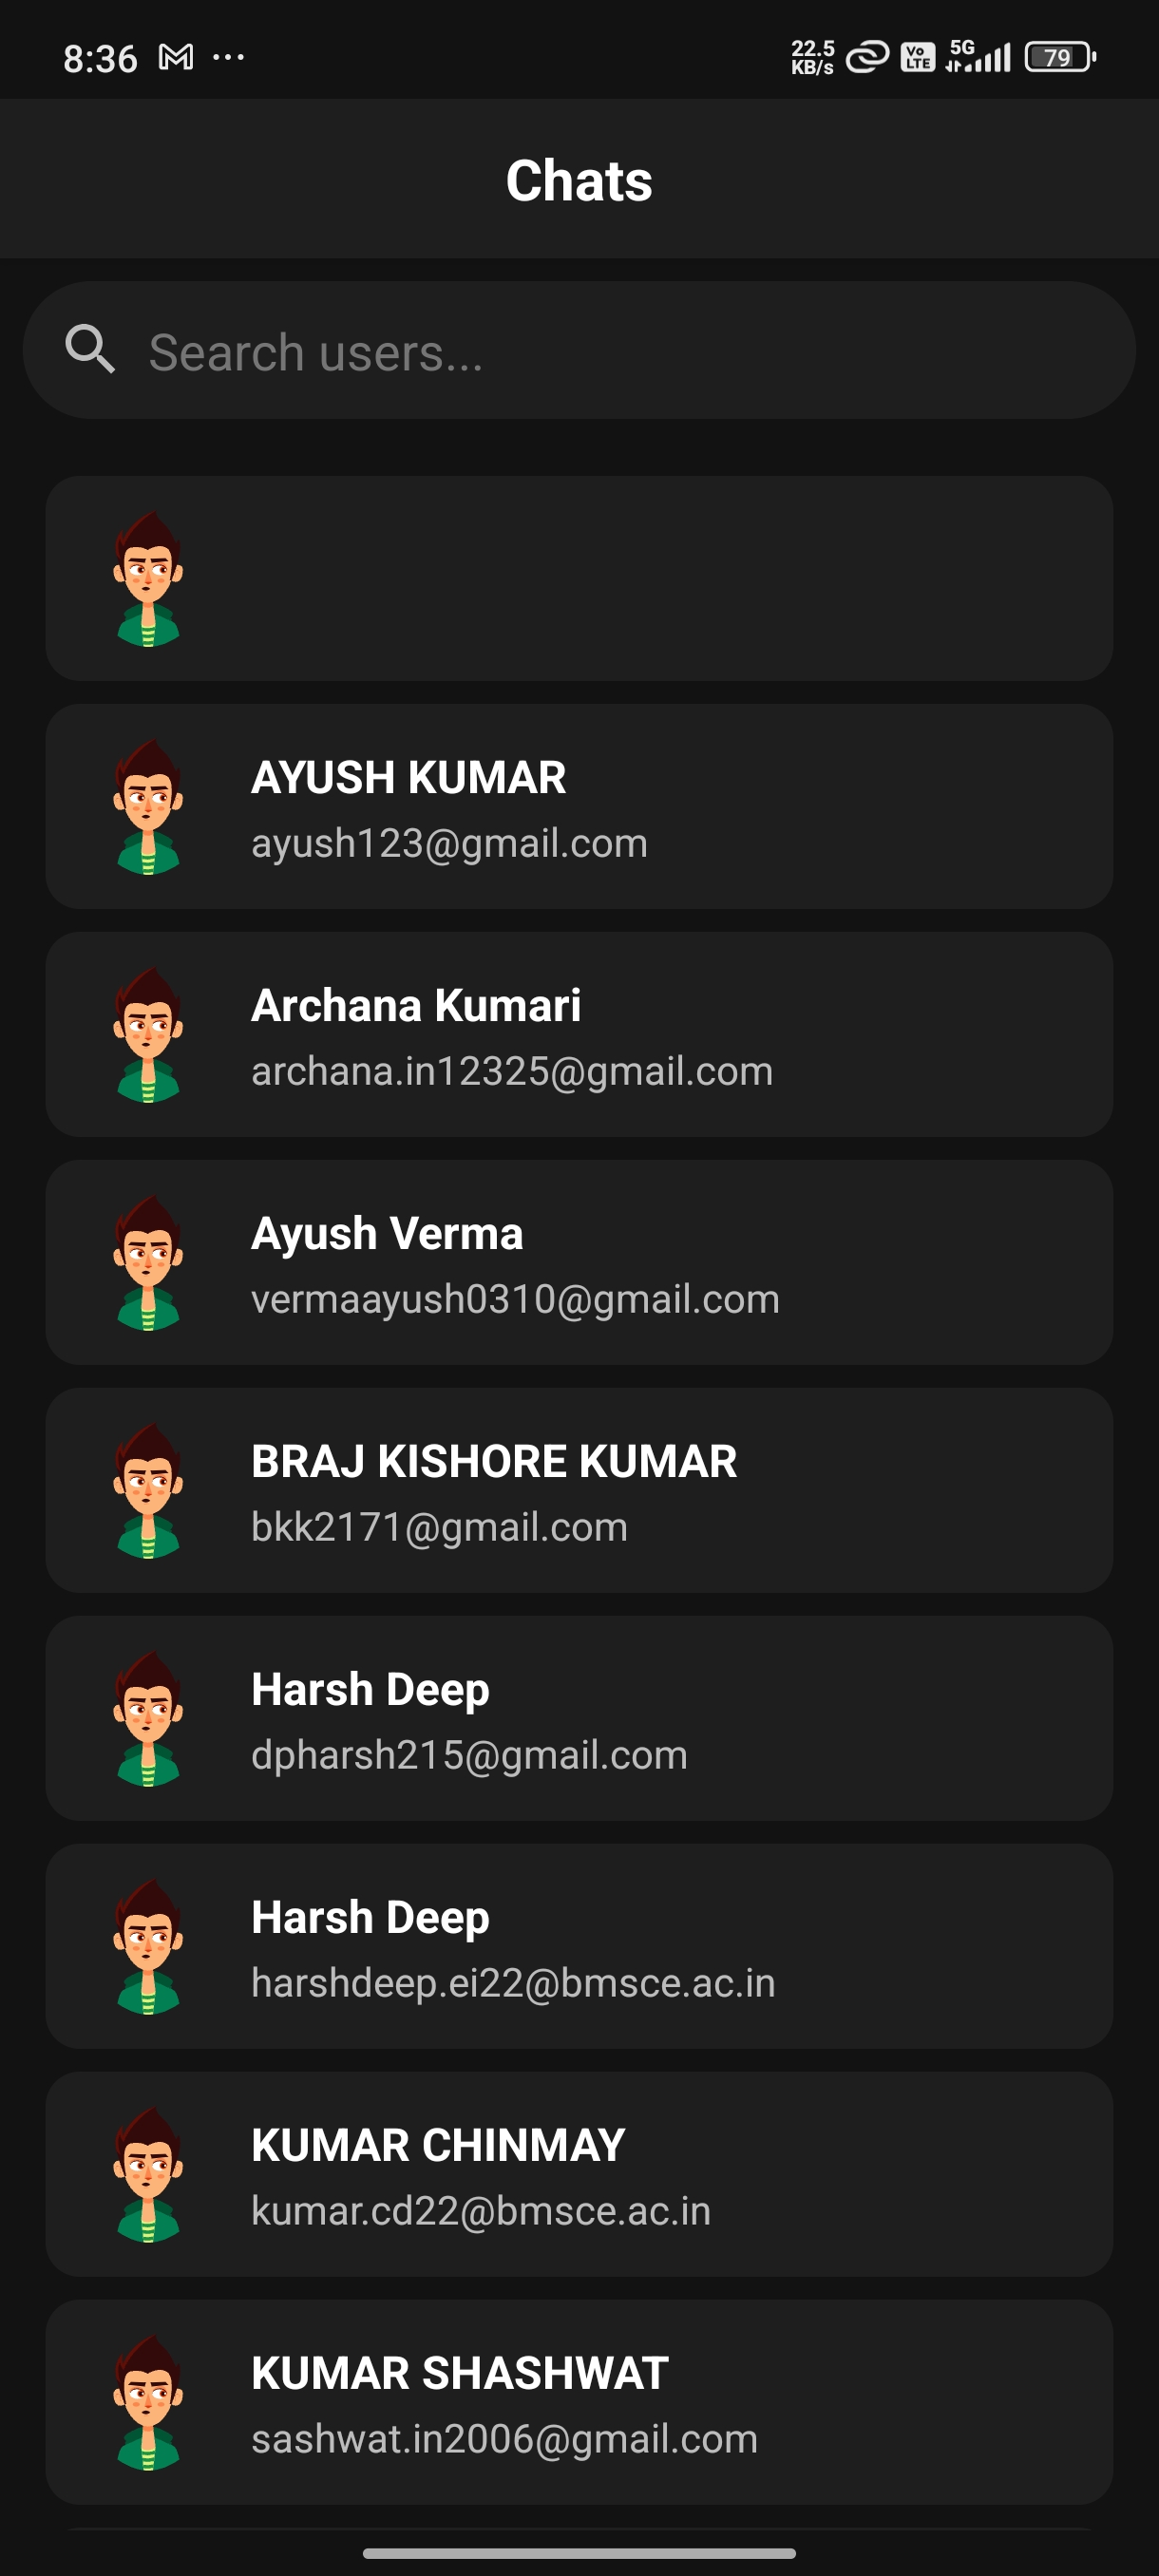 8:36
22.5
KB/s
Vo
LTE
5G
79
Chats
Search users...
AYUSH KUMAR
ayush123@gmail.com
Archana Kumari
archana.in12325@gmail.com
Ayush Verma
vermaayush0310@gmail.com
BRAJ KISHORE KUMAR
bkk2171@gmail.com
Harsh Deep
dpharsh215@gmail.com
Harsh Deep
harshdeep.ei22@bmsce.ac.in
KUMAR CHINMAY
kumar.cd22@bmsce.ac.in
KUMAR SHASHWAT
sashwat.in2006@gmail.com